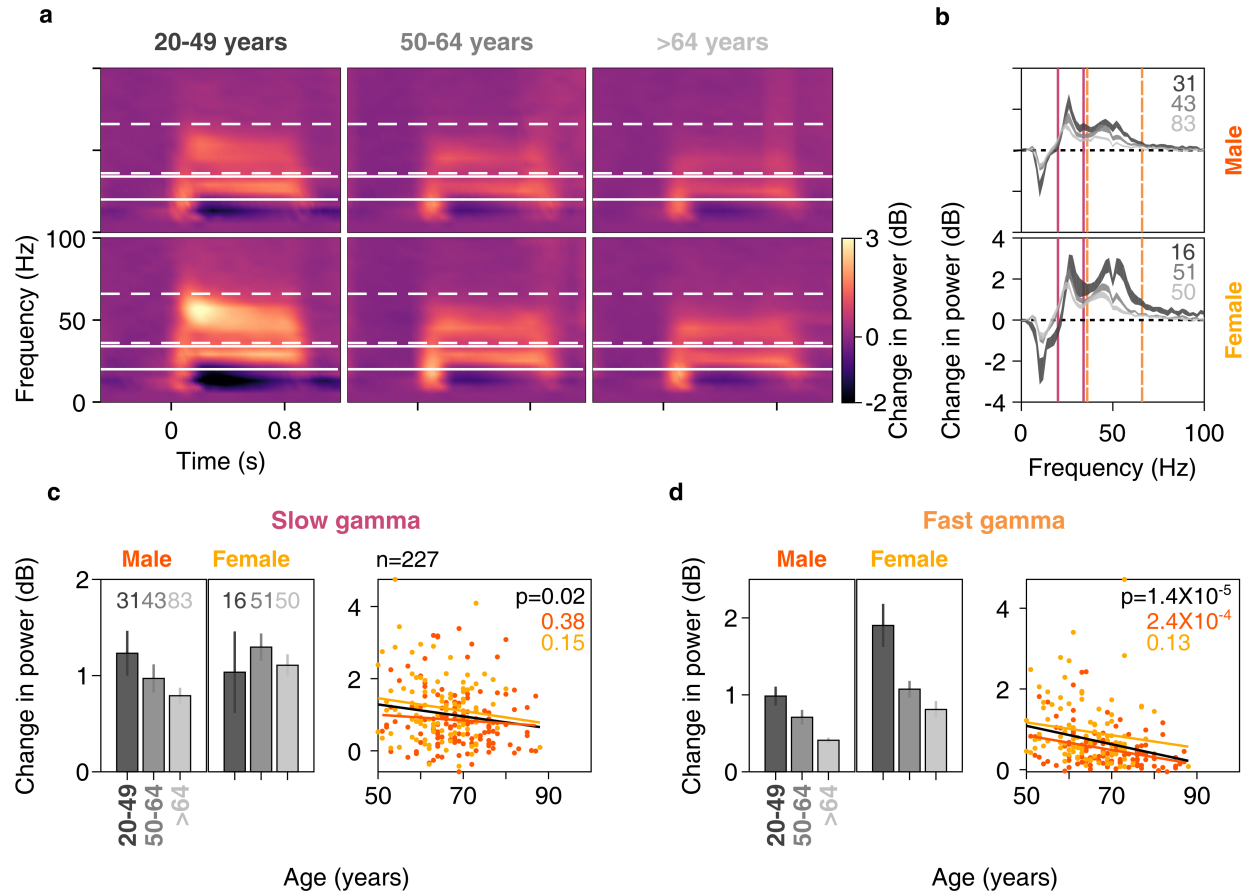 a
20-49 years
50-64 years
>64 years
b
31
43
83
Male
Change in power (dB)
100
50
0
Frequency (Hz)
0
0.8
Time (s)
3
0
-2
Change in power (dB)
4
2
0
-2
-4
16
51
50
Female
Change in power (dB)
0
50
100
Frequency (Hz)
c
Slow gamma
Male
Female
2
1
0
Change in power (dB)
31 43 83
16 51 50
20-49
50-64
>64
n=227
p=0.02
0.38
0.15
4
2
0
50
70
90
Age (years)
d
Fast gamma
Male
Female
2
1
0
Change in power (dB)
20-49
50-64
>64
p=1.4X10⁻⁵
2.4X10⁻⁴
0.13
4
2
0
50
70
90
Age (years)